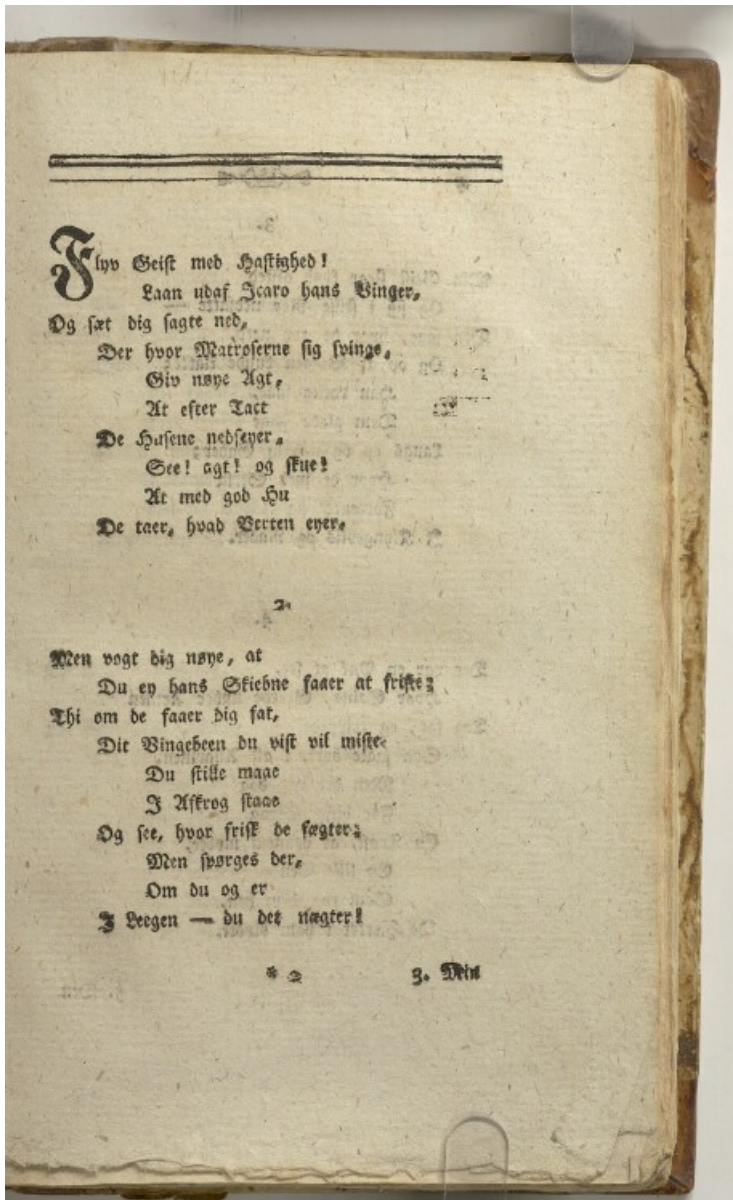 Flyv Geist med Hastighed!
Laan udaf Icaro hans Vinger,
Og sæt dig sagte ned,
Der hvor Matroserne sig svinge,
Giv nøye Agt,
At efter Tact
De Husene nedfeyer,
See! agt! og skue!
At med god Hu
De taer, hvad Verten eyer.
2.
Men vogt dig nøye, at
Du ey hans Skiebne faaer at friste;
Thi om de faaer dig fat,
Dit Vingebeen du vist vil miste.
Du stille maae
I Afkrog staae
Og see, hvor frisk de fægter;
Men spørges der,
Om du og er
I Leegen — du det nægter!
* 2 3. Min